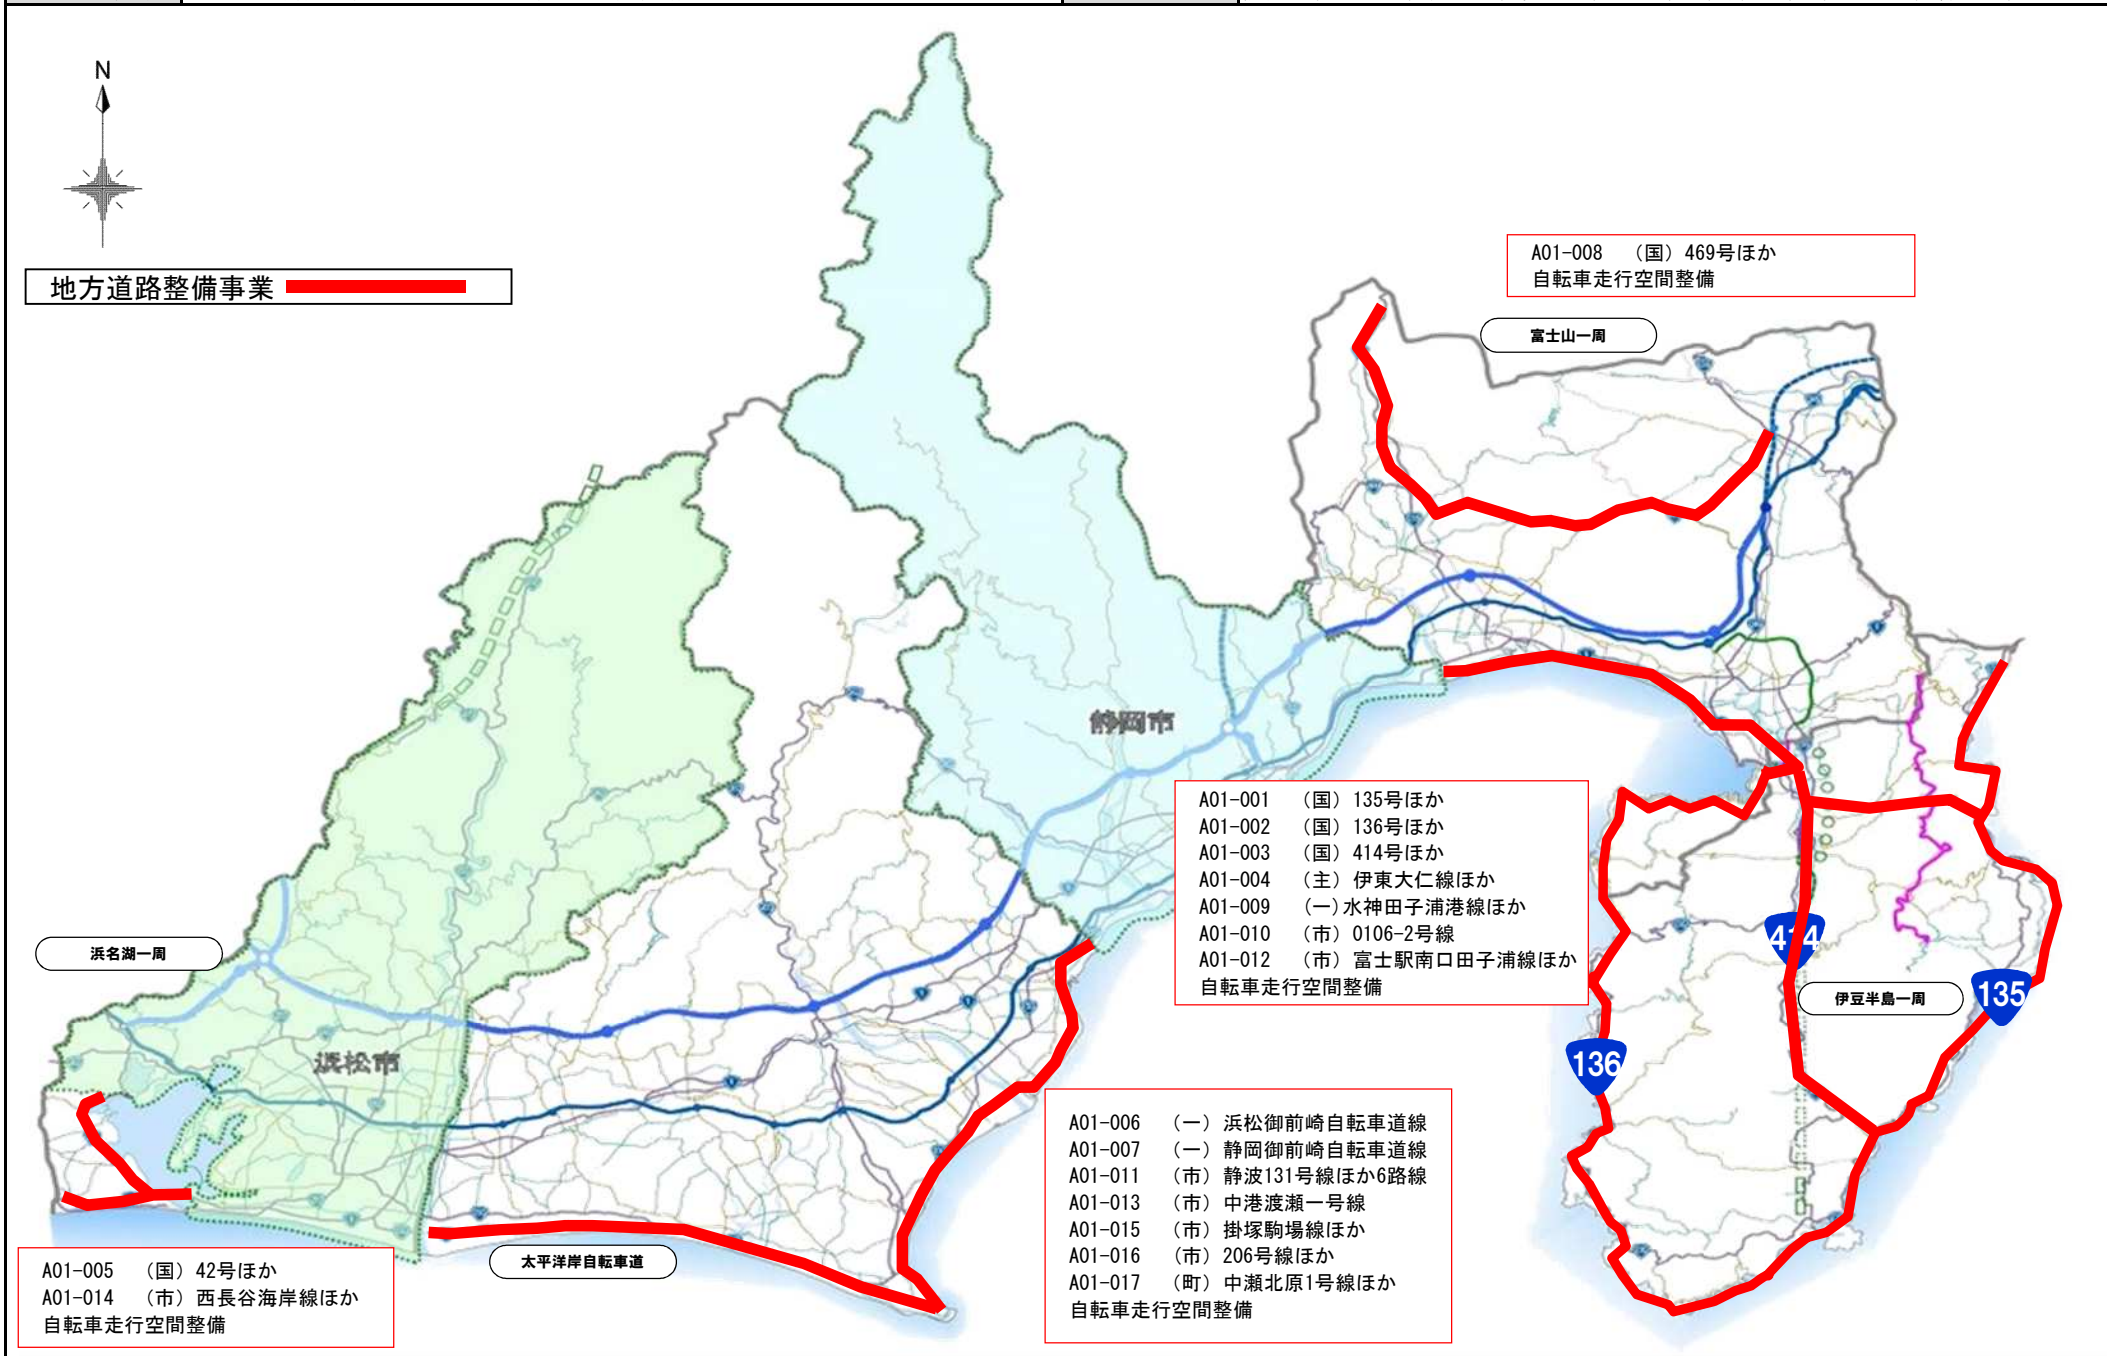 N
地方道路整備事業
A01-008 （国）469号ほか
自転車走行空間整備
富士山一周
静岡市
A01-001 （国）135号ほか
A01-002 （国）136号ほか
A01-003 （国）414号ほか
A01-004 （主）伊東大仁線ほか
A01-009 （一）水神田子浦港線ほか
A01-010 （市）0106-2号線
A01-012 （市）富士駅南口田子浦線ほか
自転車走行空間整備
浜名湖一周
414
伊豆半島一周
135
136
浜松市
A01-006 （一）浜松御前崎自転車道線
A01-007 （一）静岡御前崎自転車道線
A01-011 （市）静波131号線ほか6路線
A01-013 （市）中港渡瀬一号線
A01-015 （市）掛塚駒場線ほか
A01-016 （市）206号線ほか
A01-017 （町）中瀬北原1号線ほか
自転車走行空間整備
太平洋岸自転車道
A01-005 （国）42号ほか
A01-014 （市）西長谷海岸線ほか
自転車走行空間整備